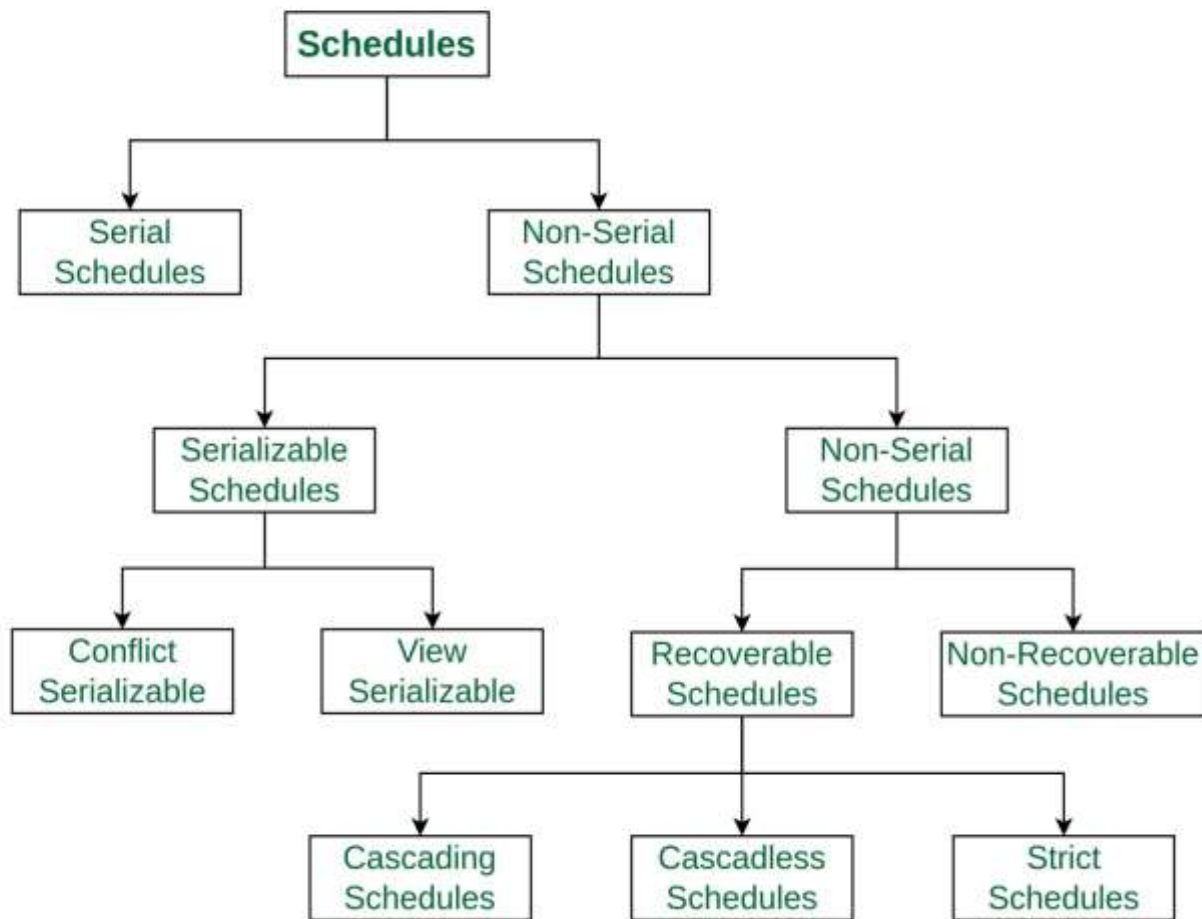 Schedules
Serial
Schedules
Non-Serial
Schedules
Serializable
Schedules
Non-Serial
Schedules
Conflict
Serializable
View
Serializable
Recoverable
Schedules
Non-Recoverable
Schedules
Cascading
Schedules
Cascadless
Schedules
Strict
Schedules